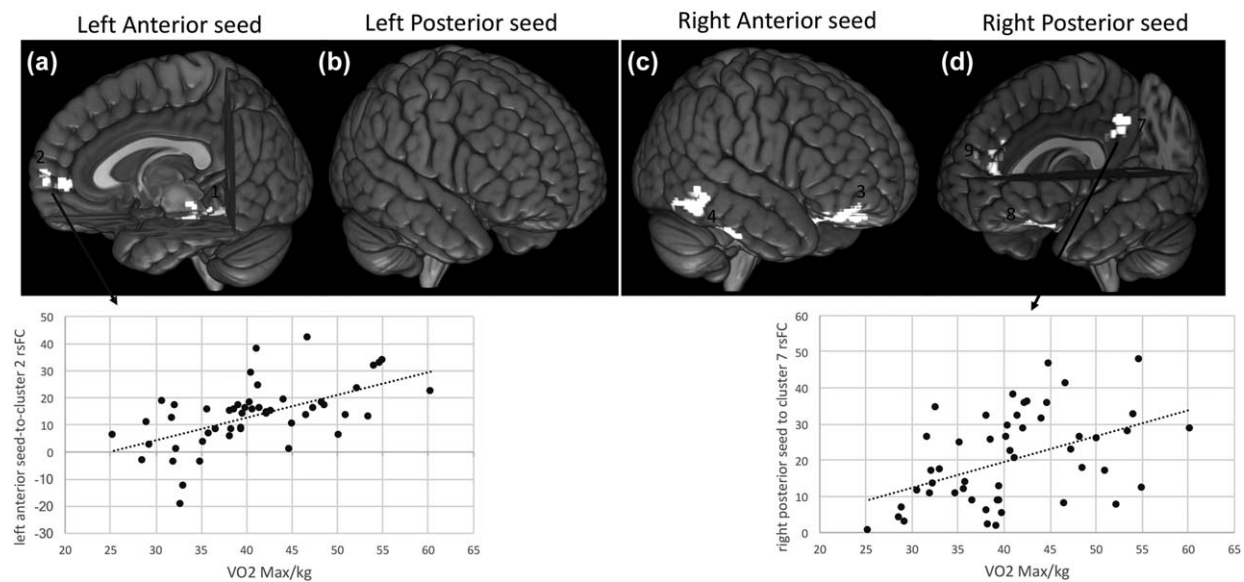 Left Anterior seed
Left Posterior seed
Right Anterior seed
Right Posterior seed
(a)
(b)
(c)
(d)
2
1
4
3
9
8
7
left anterior seed-to-cluster 2 rsFC
50
40
30
20
10
0
-10
-20
-30
20 25 30 35 40 45 50 55 60 65
VO2 Max/kg
right posterior seed to cluster 7 rsFC
60
50
40
30
20
10
0
20 25 30 35 40 45 50 55 60 65
VO2 Max/kg